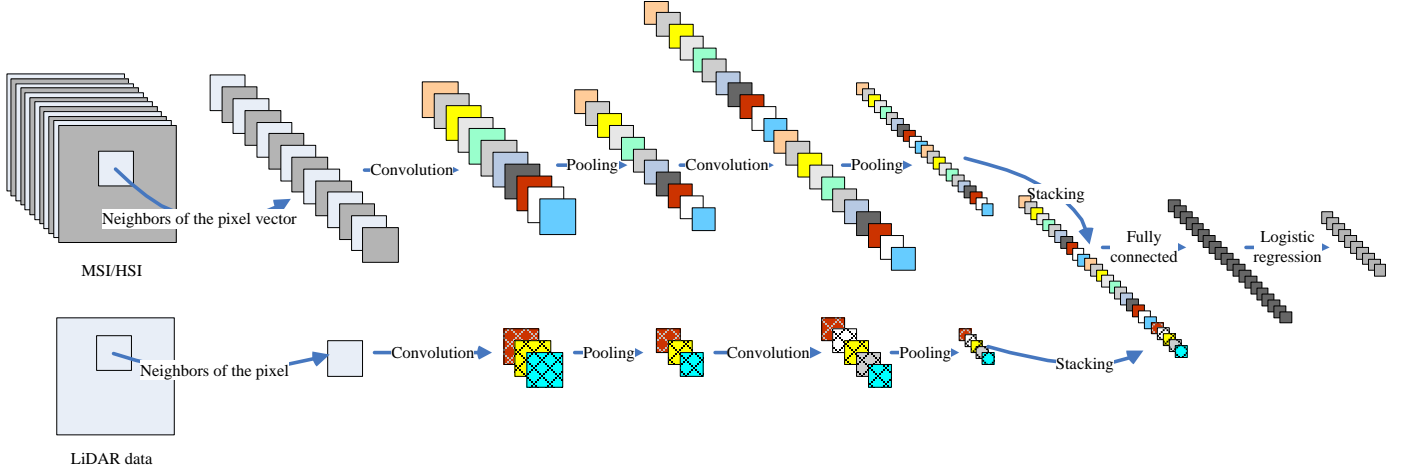 Neighbors of the pixel vector
MSI/HSI
Convolution
Pooling
Convolution
Pooling
Stacking
Fully
connected
Logistic
regression
Neighbors of the pixel
LiDAR data
Convolution
Pooling
Convolution
Pooling
Stacking